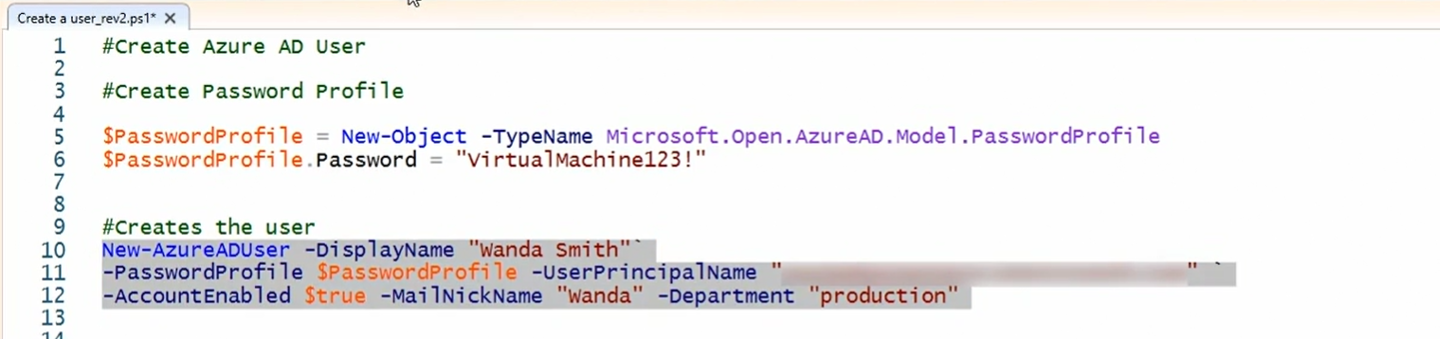 Create a user_rev2.ps1* ✕
1 #Create Azure AD User
2
3 #Create Password Profile
4
5 $PasswordProfile = New-Object -TypeName Microsoft.Open.AzureAD.Model.PasswordProfile
6 $PasswordProfile.Password = "VirtualMachine123!"
7
8
9 #Creates the user
10 New-AzureADUser -DisplayName "Wanda Smith"`
11 -PasswordProfile $PasswordProfile -UserPrincipalName "" `
12 -AccountEnabled $true -MailNickName "Wanda" -Department "production"
13
14